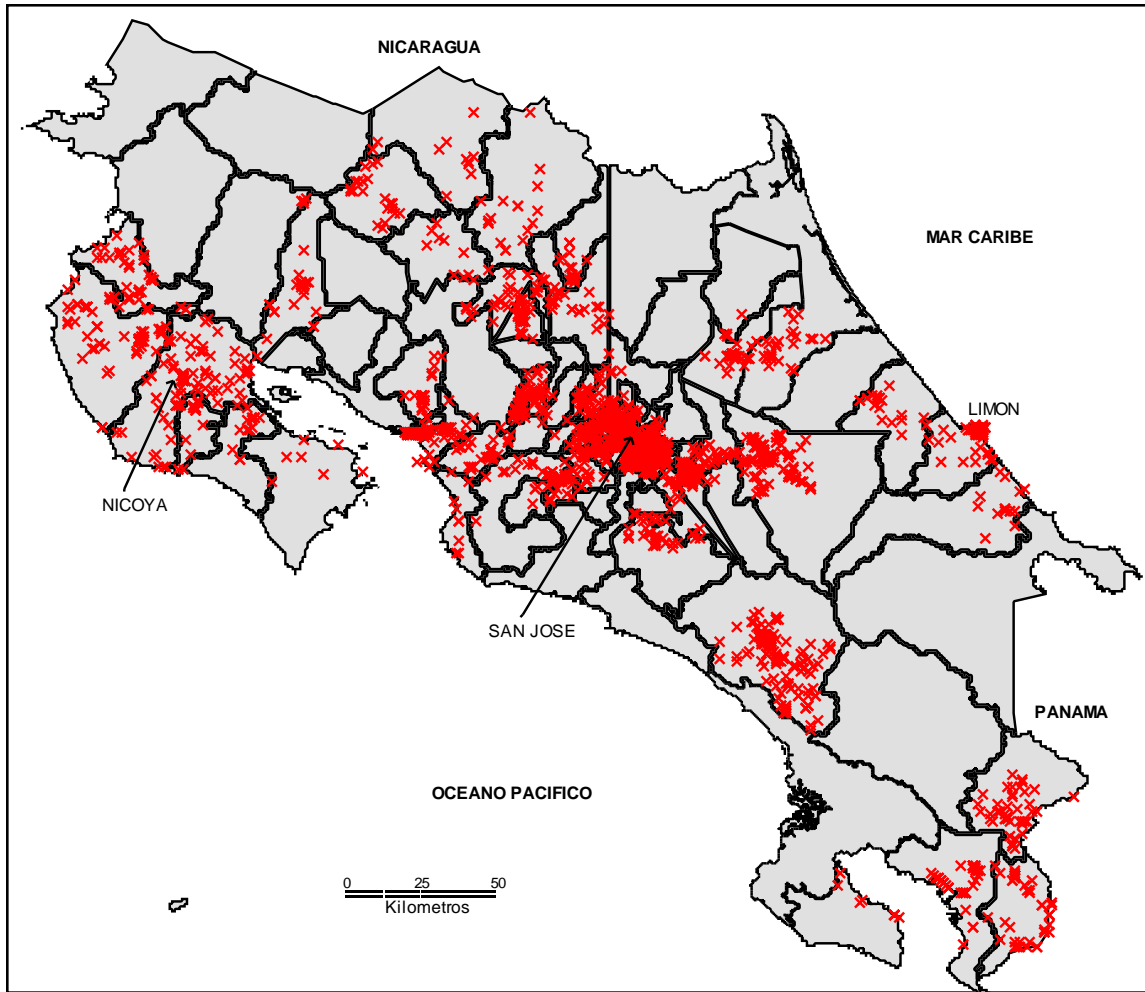 NICARAGUA
MAR CARIBE
LIMON
NICOYA
SAN JOSE
PANAMA
OCEANO PACIFICO
0 25 50
Kilometros